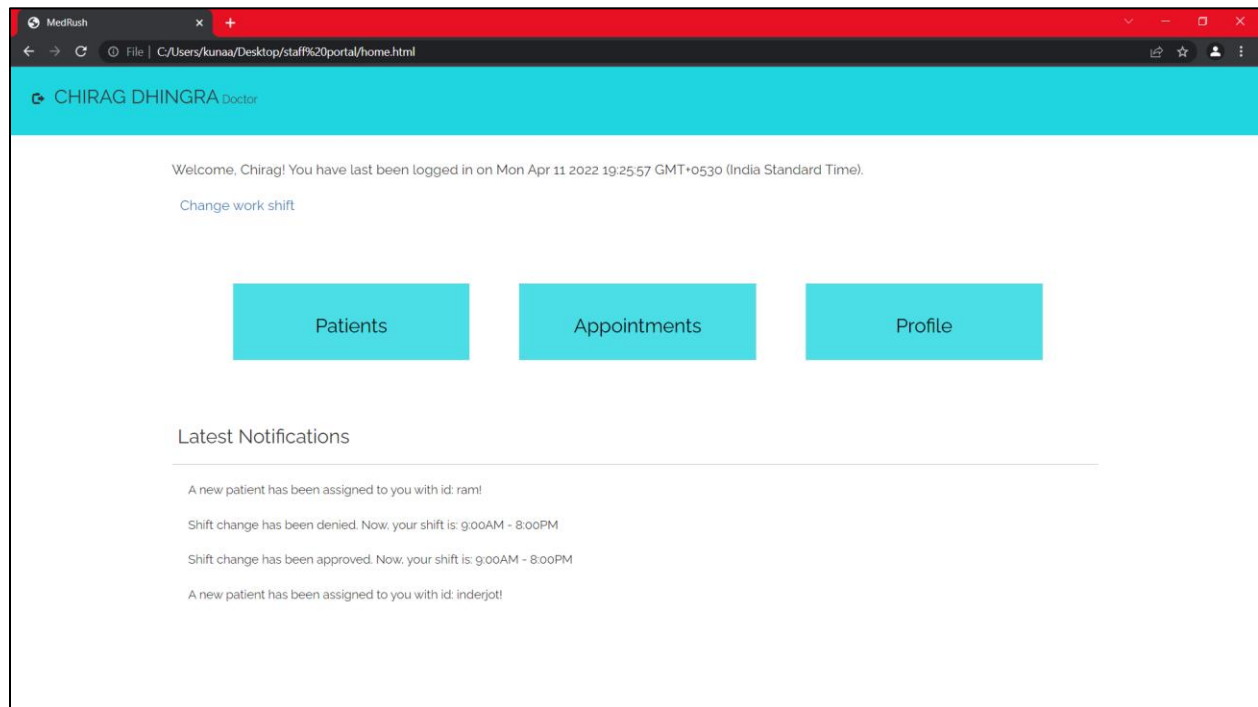 MedRush
File | C:/Users/kunaa/Desktop/staff%20portal/home.html
CHIRAG DHINGRA Doctor
Welcome, Chirag! You have last been logged in on Mon Apr 11 2022 19:25:57 GMT+0530 (India Standard Time).
Change work shift
Patients Appointments Profile
Latest Notifications
A new patient has been assigned to you with id: ram!
Shift change has been denied. Now, your shift is: 9:00AM - 8:00PM
Shift change has been approved. Now, your shift is: 9:00AM - 8:00PM
A new patient has been assigned to you with id: inderjot!